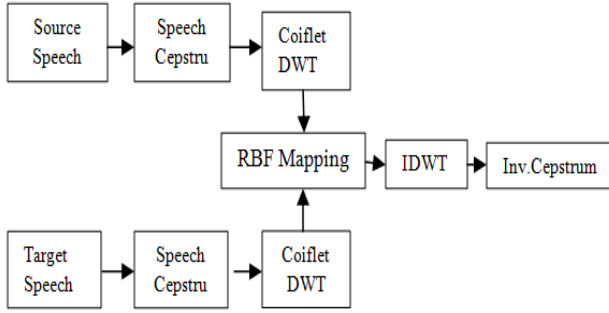 Source
Speech
Speech
Cepstru
Coiflet
DWT
RBF Mapping
IDWT
Inv.Cepstrum
Target
Speech
Speech
Cepstru
Coiflet
DWT